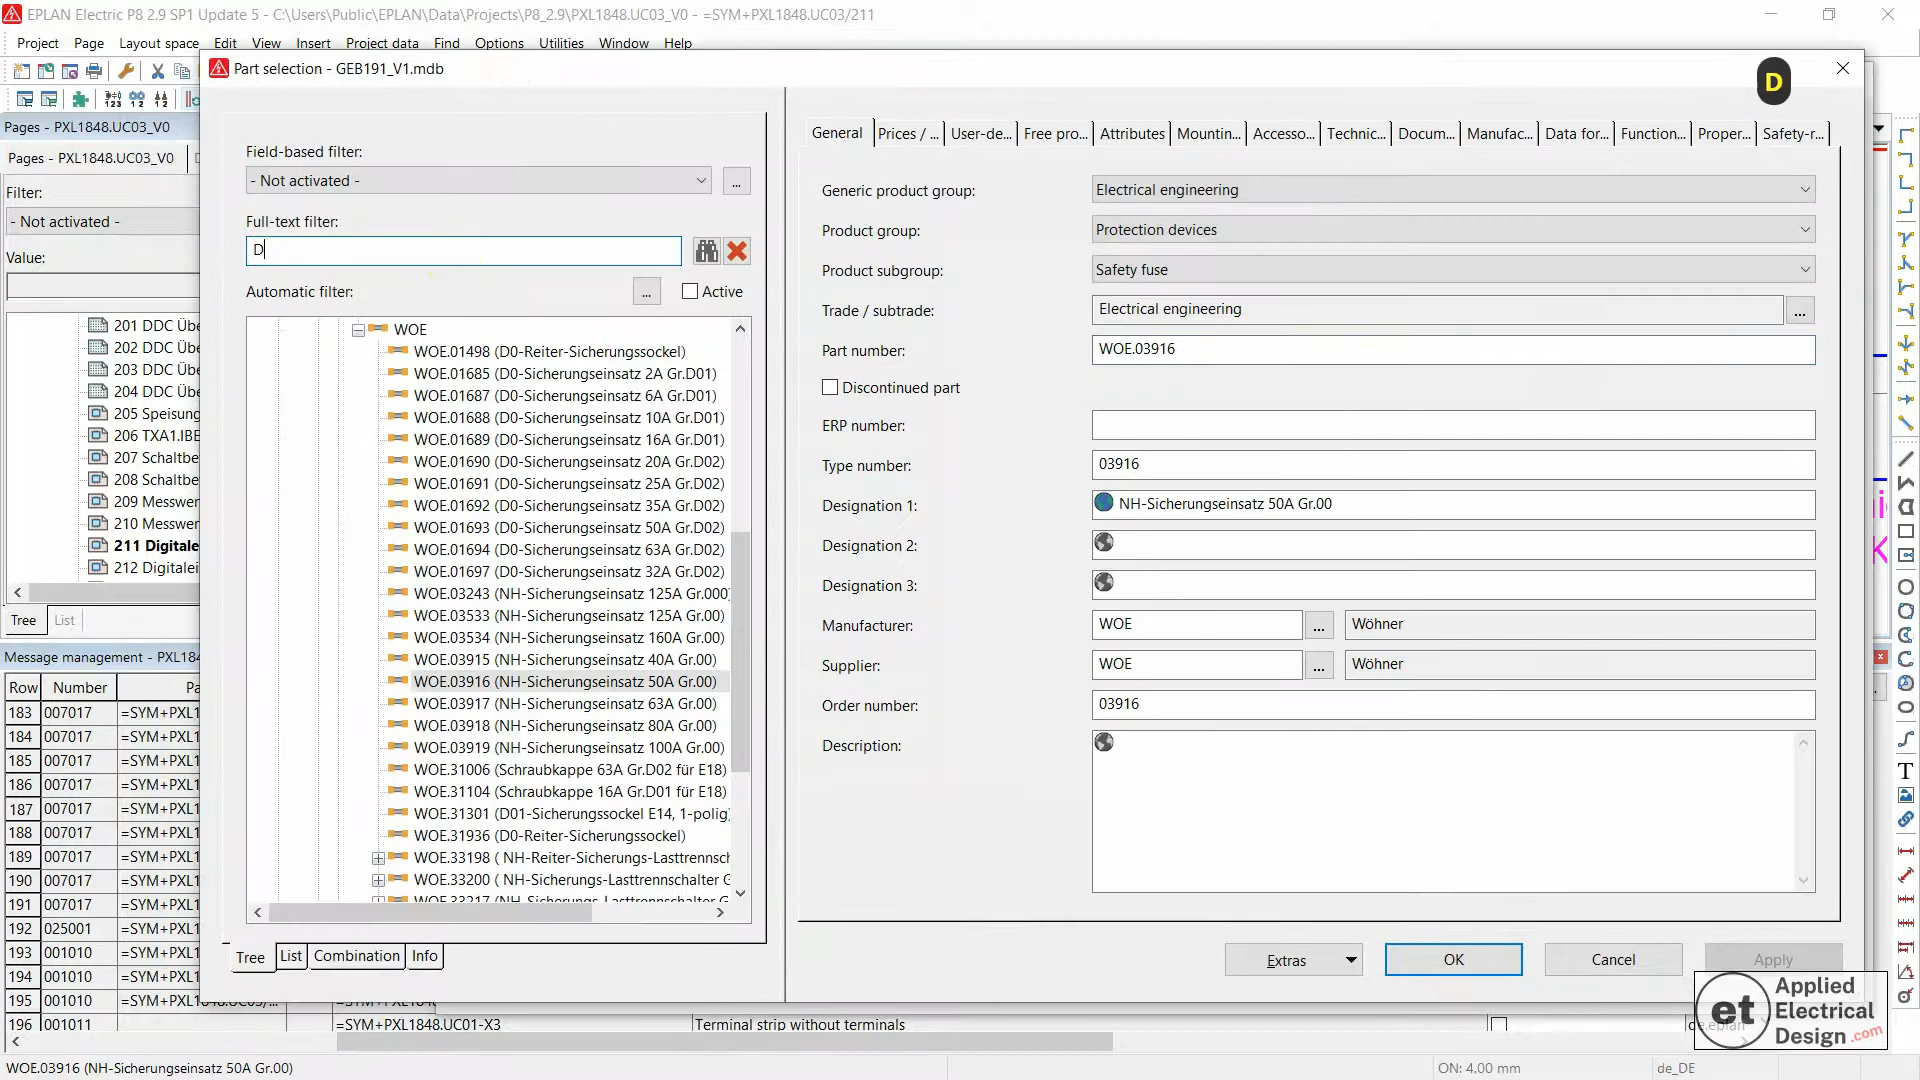 EPLAN Electric P8 2.9 SP1 Update 5 - C:\Users\Public\EPLAN\Data\Projects\P8_2.9\PXL1848.UC03_V0 - =SYM+PXL1848.UC03/211
Project Page Layout space Edit View Insert Project data Find Options Utilities Window Help
Part selection - GEB191_V1.mdb
D
Pages - PXL1848.UC03_V0
Pages - PXL1848.UC03_V0
Filter:
- Not activated -
Value:
201 DDC Übe
202 DDC Übe
203 DDC Übe
204 DDC Übe
205 Speisung
206 TXA1.IBE
207 Schaltbe
208 Schaltbe
209 Messwer
210 Messwer
211 Digitale
212 Digitalei
Tree List
Field-based filter:
- Not activated -
...
Full-text filter:
D
Automatic filter:
...
Active
WOE
WOE.01498 (D0-Reiter-Sicherungssockel)
WOE.01685 (D0-Sicherungseinsatz 2A Gr.D01)
WOE.01687 (D0-Sicherungseinsatz 6A Gr.D01)
WOE.01688 (D0-Sicherungseinsatz 10A Gr.D01)
WOE.01689 (D0-Sicherungseinsatz 16A Gr.D01)
WOE.01690 (D0-Sicherungseinsatz 20A Gr.D02)
WOE.01691 (D0-Sicherungseinsatz 25A Gr.D02)
WOE.01692 (D0-Sicherungseinsatz 35A Gr.D02)
WOE.01693 (D0-Sicherungseinsatz 50A Gr.D02)
WOE.01694 (D0-Sicherungseinsatz 63A Gr.D02)
WOE.01697 (D0-Sicherungseinsatz 32A Gr.D02)
WOE.03243 (NH-Sicherungseinsatz 125A Gr.000)
WOE.03533 (NH-Sicherungseinsatz 125A Gr.00)
WOE.03534 (NH-Sicherungseinsatz 160A Gr.00)
WOE.03915 (NH-Sicherungseinsatz 40A Gr.00)
WOE.03916 (NH-Sicherungseinsatz 50A Gr.00)
WOE.03917 (NH-Sicherungseinsatz 63A Gr.00)
WOE.03918 (NH-Sicherungseinsatz 80A Gr.00)
WOE.03919 (NH-Sicherungseinsatz 100A Gr.00)
WOE.31006 (Schraubkappe 63A Gr.D02 für E18)
WOE.31104 (Schraubkappe 16A Gr.D01 für E18)
WOE.31301 (D01-Sicherungssockel E14, 1-polig)
WOE.31936 (D0-Reiter-Sicherungssockel)
WOE.33198 ( NH-Reiter-Sicherungs-Lasttrennsch
WOE.33200 ( NH-Sicherungs-Lasttrennschalter G
WOE.33217 (NH-Sicherungs-Lasttrennschalter G
Tree List Combination Info
General Prices / ... User-de... Free pro... Attributes Mountin... Accesso... Technic... Docum... Manufac... Data for... Function... Proper... Safety-r...
Generic product group: Electrical engineering
Product group: Protection devices
Product subgroup: Safety fuse
Trade / subtrade: Electrical engineering ...
Part number: WOE.03916
Discontinued part
ERP number:
Type number: 03916
Designation 1: NH-Sicherungseinsatz 50A Gr.00
Designation 2:
Designation 3:
Manufacturer: WOE ... Wöhner
Supplier: WOE ... Wöhner
Order number: 03916
Description:
Extras OK Cancel Apply
Message management - PXL184
Row Number Pa
183 007017 =SYM+PXL1
184 007017 =SYM+PXL1
185 007017 =SYM+PXL1
186 007017 =SYM+PXL1
187 007017 =SYM+PXL1
188 007017 =SYM+PXL1
189 007017 =SYM+PXL1
190 007017 =SYM+PXL1
191 007017 =SYM+PXL1
192 025001 =SYM+PXL1
193 001010 =SYM+PXL1
194 001010 =SYM+PXL1
195 001010 =SYM+PXL1848.UC03/...
196 001011 =SYM+PXL1848.UC01-X3 Terminal strip without terminals de.eplan
et Applied
Electrical
Design.com
WOE.03916 (NH-Sicherungseinsatz 50A Gr.00) ON: 4,00 mm de_DE